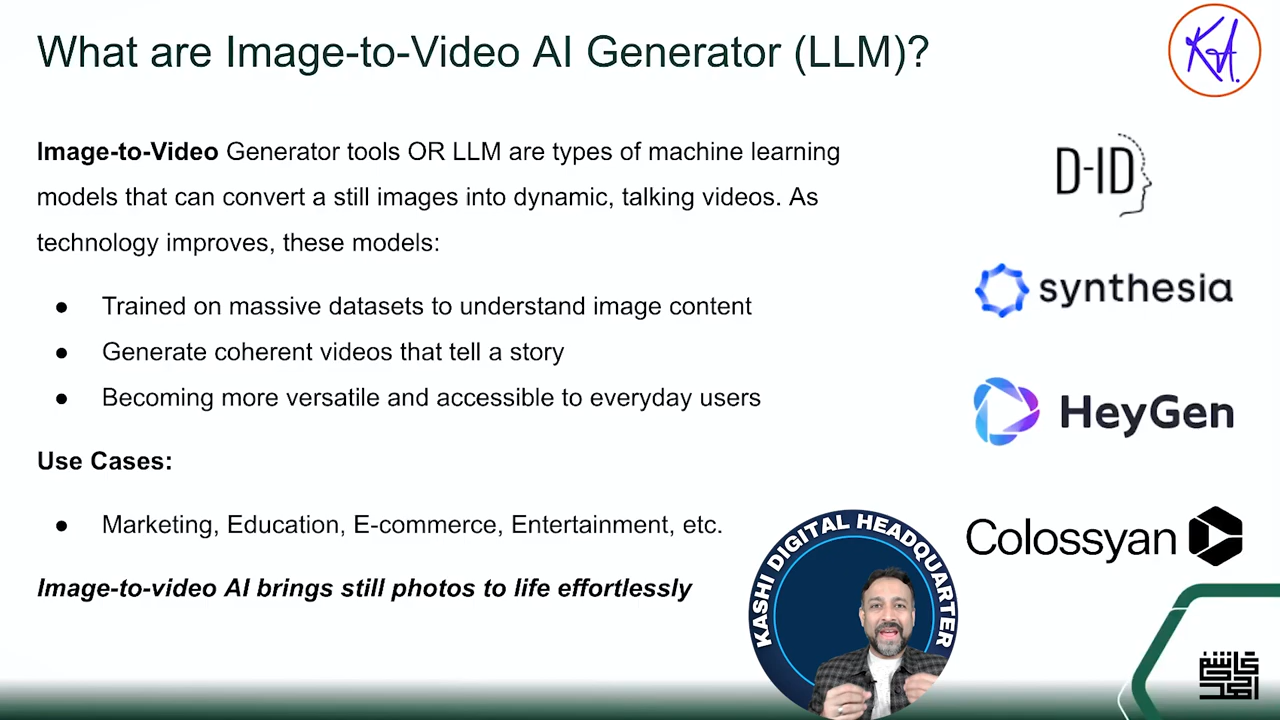 What are Image-to-Video AI Generator (LLM)?
KA.
Image-to-Video Generator tools OR LLM are types of machine learning
models that can convert a still images into dynamic, talking videos. As
technology improves, these models:
● Trained on massive datasets to understand image content
● Generate coherent videos that tell a story
● Becoming more versatile and accessible to everyday users
Use Cases:
● Marketing, Education, E-commerce, Entertainment, etc.
Image-to-video AI brings still photos to life effortlessly
D-ID
synthesia
HeyGen
Colossyan
KASHI DIGITAL HEADQUARTER